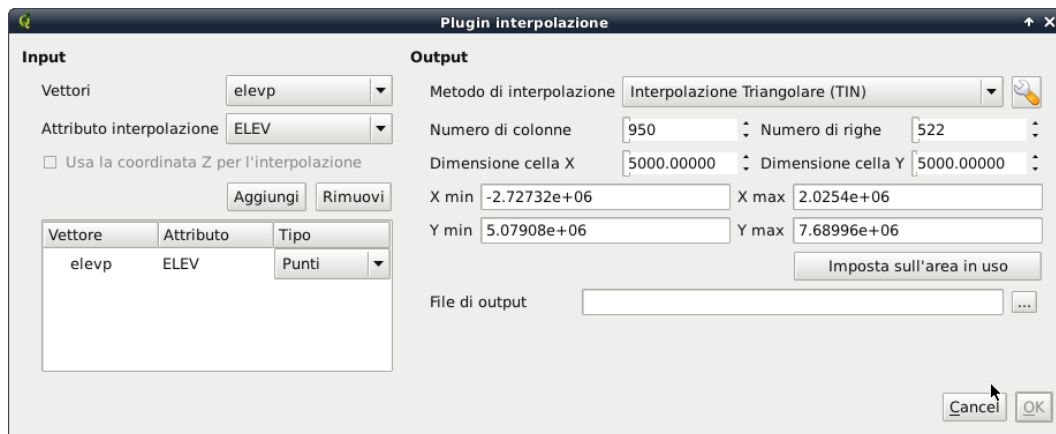 Plugin interpolazione
Input
Vettori elevp
Attributo interpolazione ELEV
Usa la coordinata Z per l'interpolazione
Aggiungi Rimuovi
Vettore Attributo Tipo
elevp ELEV Punti
Output
Metodo di interpolazione Interpolazione Triangolare (TIN)
Numero di colonne 950 Numero di righe 522
Dimensione cella X 5000.00000 Dimensione cella Y 5000.00000
X min -2.72732e+06 X max 2.0254e+06
Y min 5.07908e+06 Y max 7.68996e+06
Imposta sull'area in uso
File di output ...
Cancel OK